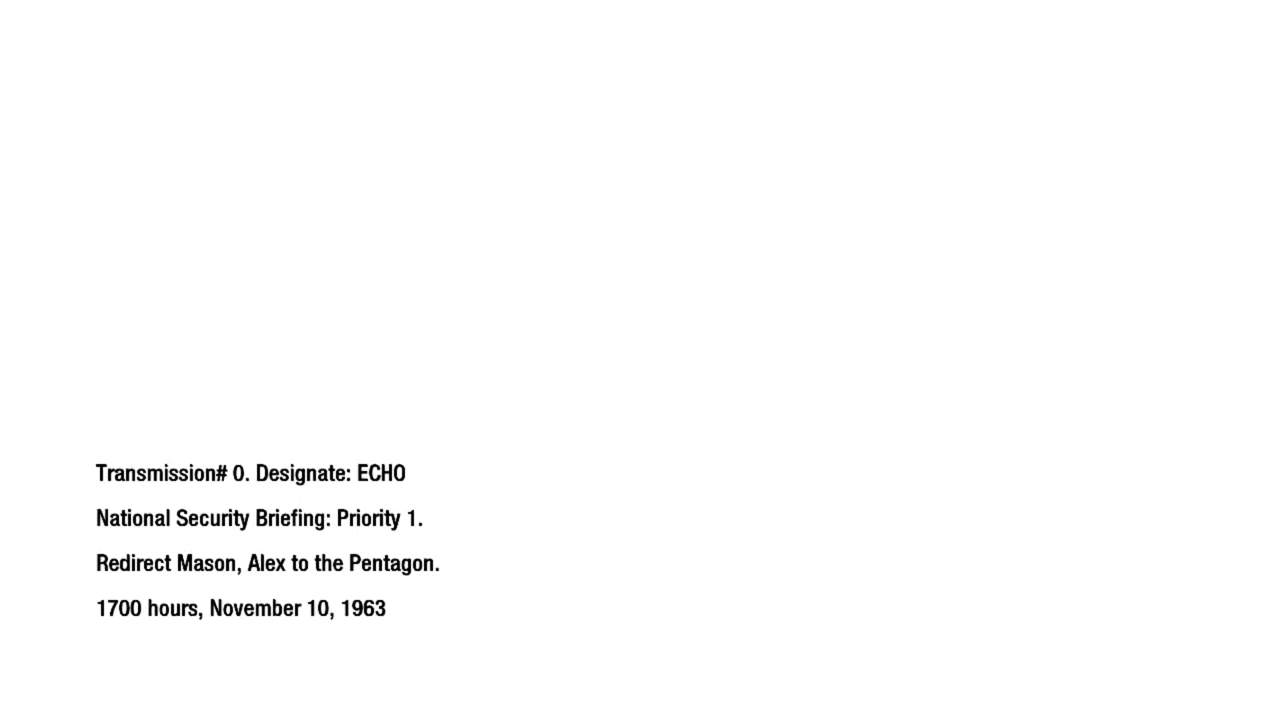 Transmission# 0. Designate: ECHO
National Security Briefing: Priority 1.
Redirect Mason, Alex to the Pentagon.
1700 hours, November 10, 1963